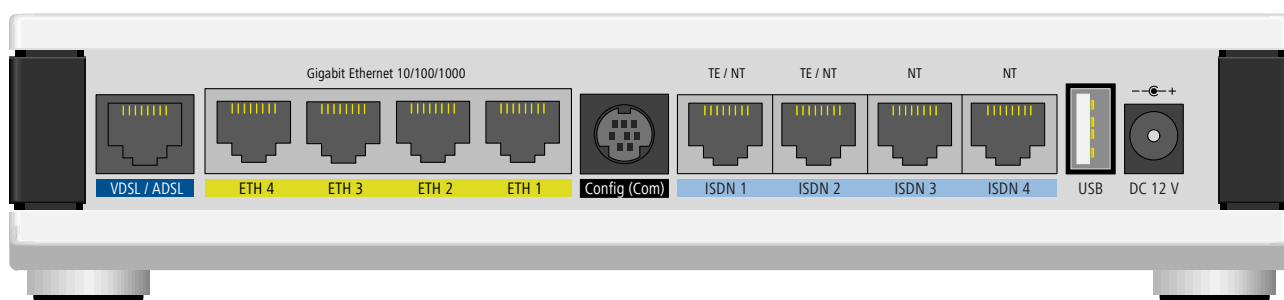 Gigabit Ethernet 10/100/1000
TE / NT
TE / NT
NT
NT
VDSL / ADSL
ETH 4
ETH 3
ETH 2
ETH 1
Config (Com)
ISDN 1
ISDN 2
ISDN 3
ISDN 4
USB
DC 12 V